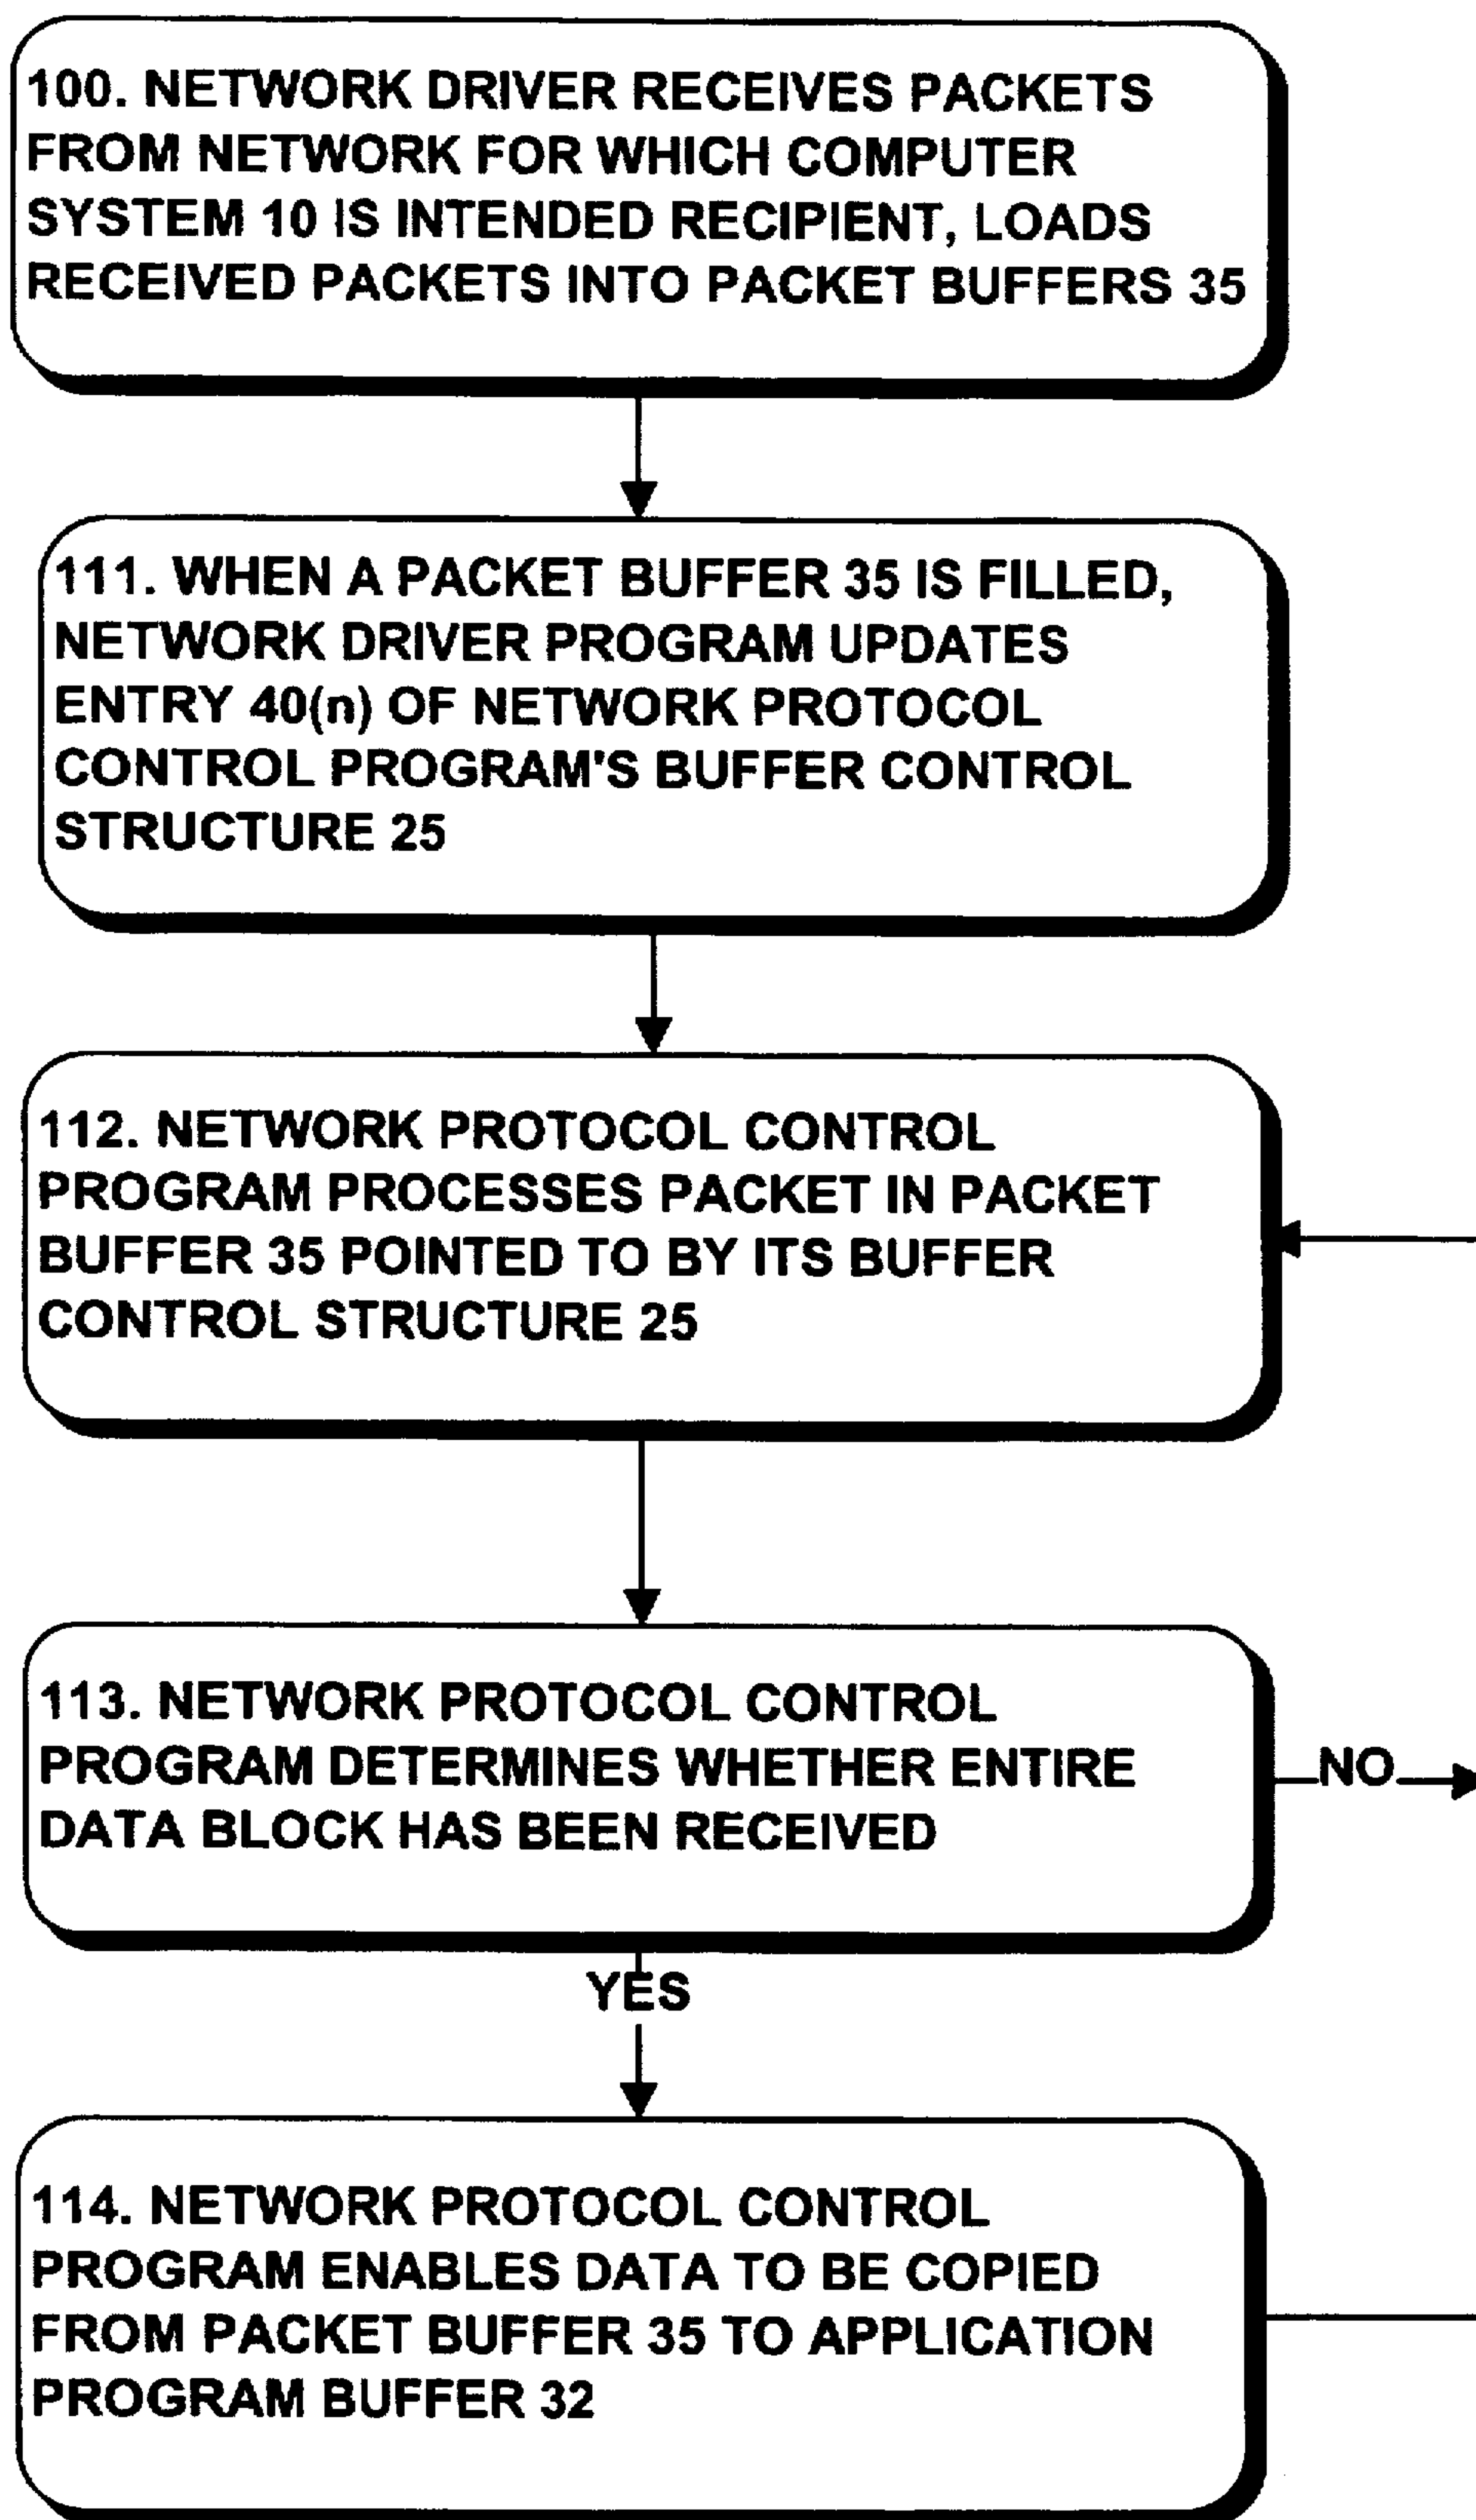 100. NETWORK DRIVER RECEIVES PACKETS
FROM NETWORK FOR WHICH COMPUTER
SYSTEM 10 IS INTENDED RECIPIENT, LOADS
RECEIVED PACKETS INTO PACKET BUFFERS 35
111. WHEN A PACKET BUFFER 35 IS FILLED,
NETWORK DRIVER PROGRAM UPDATES
ENTRY 40(n) OF NETWORK PROTOCOL
CONTROL PROGRAM'S BUFFER CONTROL
STRUCTURE 25
112. NETWORK PROTOCOL CONTROL
PROGRAM PROCESSES PACKET IN PACKET
BUFFER 35 POINTED TO BY ITS BUFFER
CONTROL STRUCTURE 25
113. NETWORK PROTOCOL CONTROL
PROGRAM DETERMINES WHETHER ENTIRE
DATA BLOCK HAS BEEN RECEIVED
NO
YES
114. NETWORK PROTOCOL CONTROL
PROGRAM ENABLES DATA TO BE COPIED
FROM PACKET BUFFER 35 TO APPLICATION
PROGRAM BUFFER 32